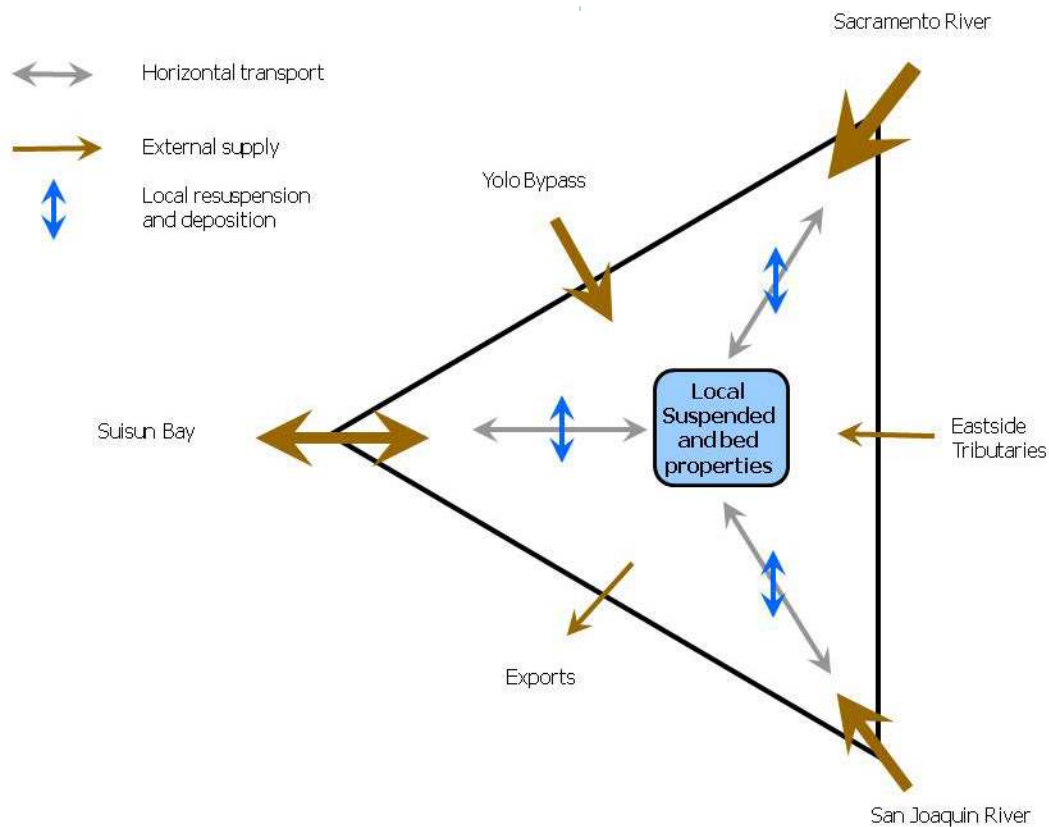 Sacramento River
Horizontal transport
External supply
Local resuspension
and deposition
Yolo Bypass
Local
Suspended
and bed
properties
Suisun Bay
Eastside
Tributaries
Exports
San Joaquin River